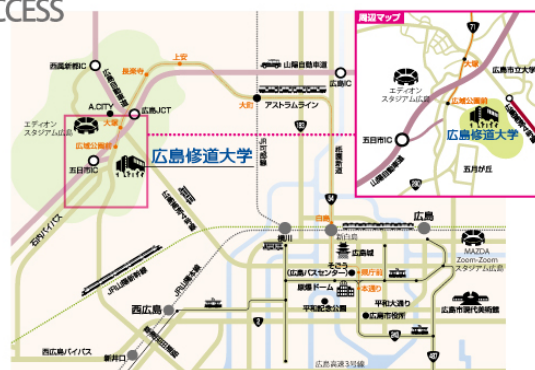 CCESS
周辺マップ
71
大塚
広島市立大学
エディオン
スタジアム広島
広域公園前
広島修道大学
五日市IC
山陽自動車道
五月が丘
290
上安
長楽寺
西風新都IC
山陽自動車道
広島IC
A.CITY
広島JCT
大町
アストラムライン
エディオン
スタジアム広島
大塚
広域公園前
五日市IC
広島修道大学
JR可部線
183
祇園新道
54
石内バイパス
白島
新白島
広島
横川
広島城
MAZDA
Zoom-Zoom
スタジアム広島
そごう
(広島バスセンター)
県庁前
本通り
JR山陽新幹線
JR山陽本線
原爆ドーム
西広島
平和記念公園
平和大通り
広島市役所
広島市現代美術館
2
西広島バイパス
新井口
広島高速3号線